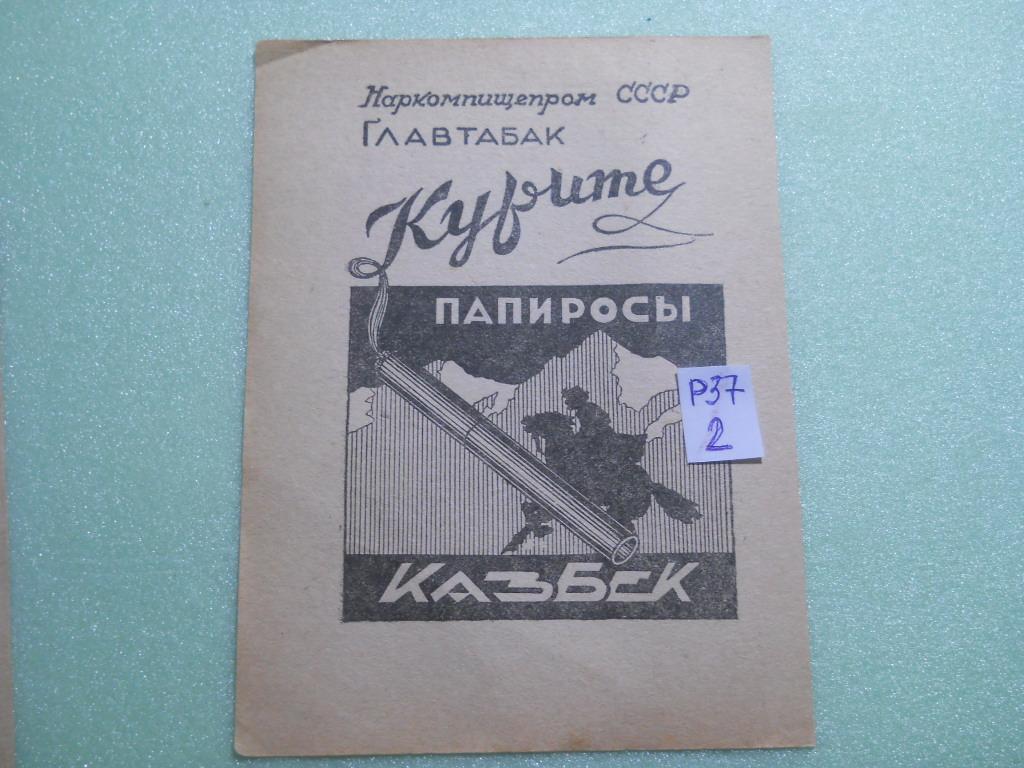 Наркомпищепром СССР
Главтабак
Курите
ПАПИРОСЫ
КАЗБЕК
Р37
2